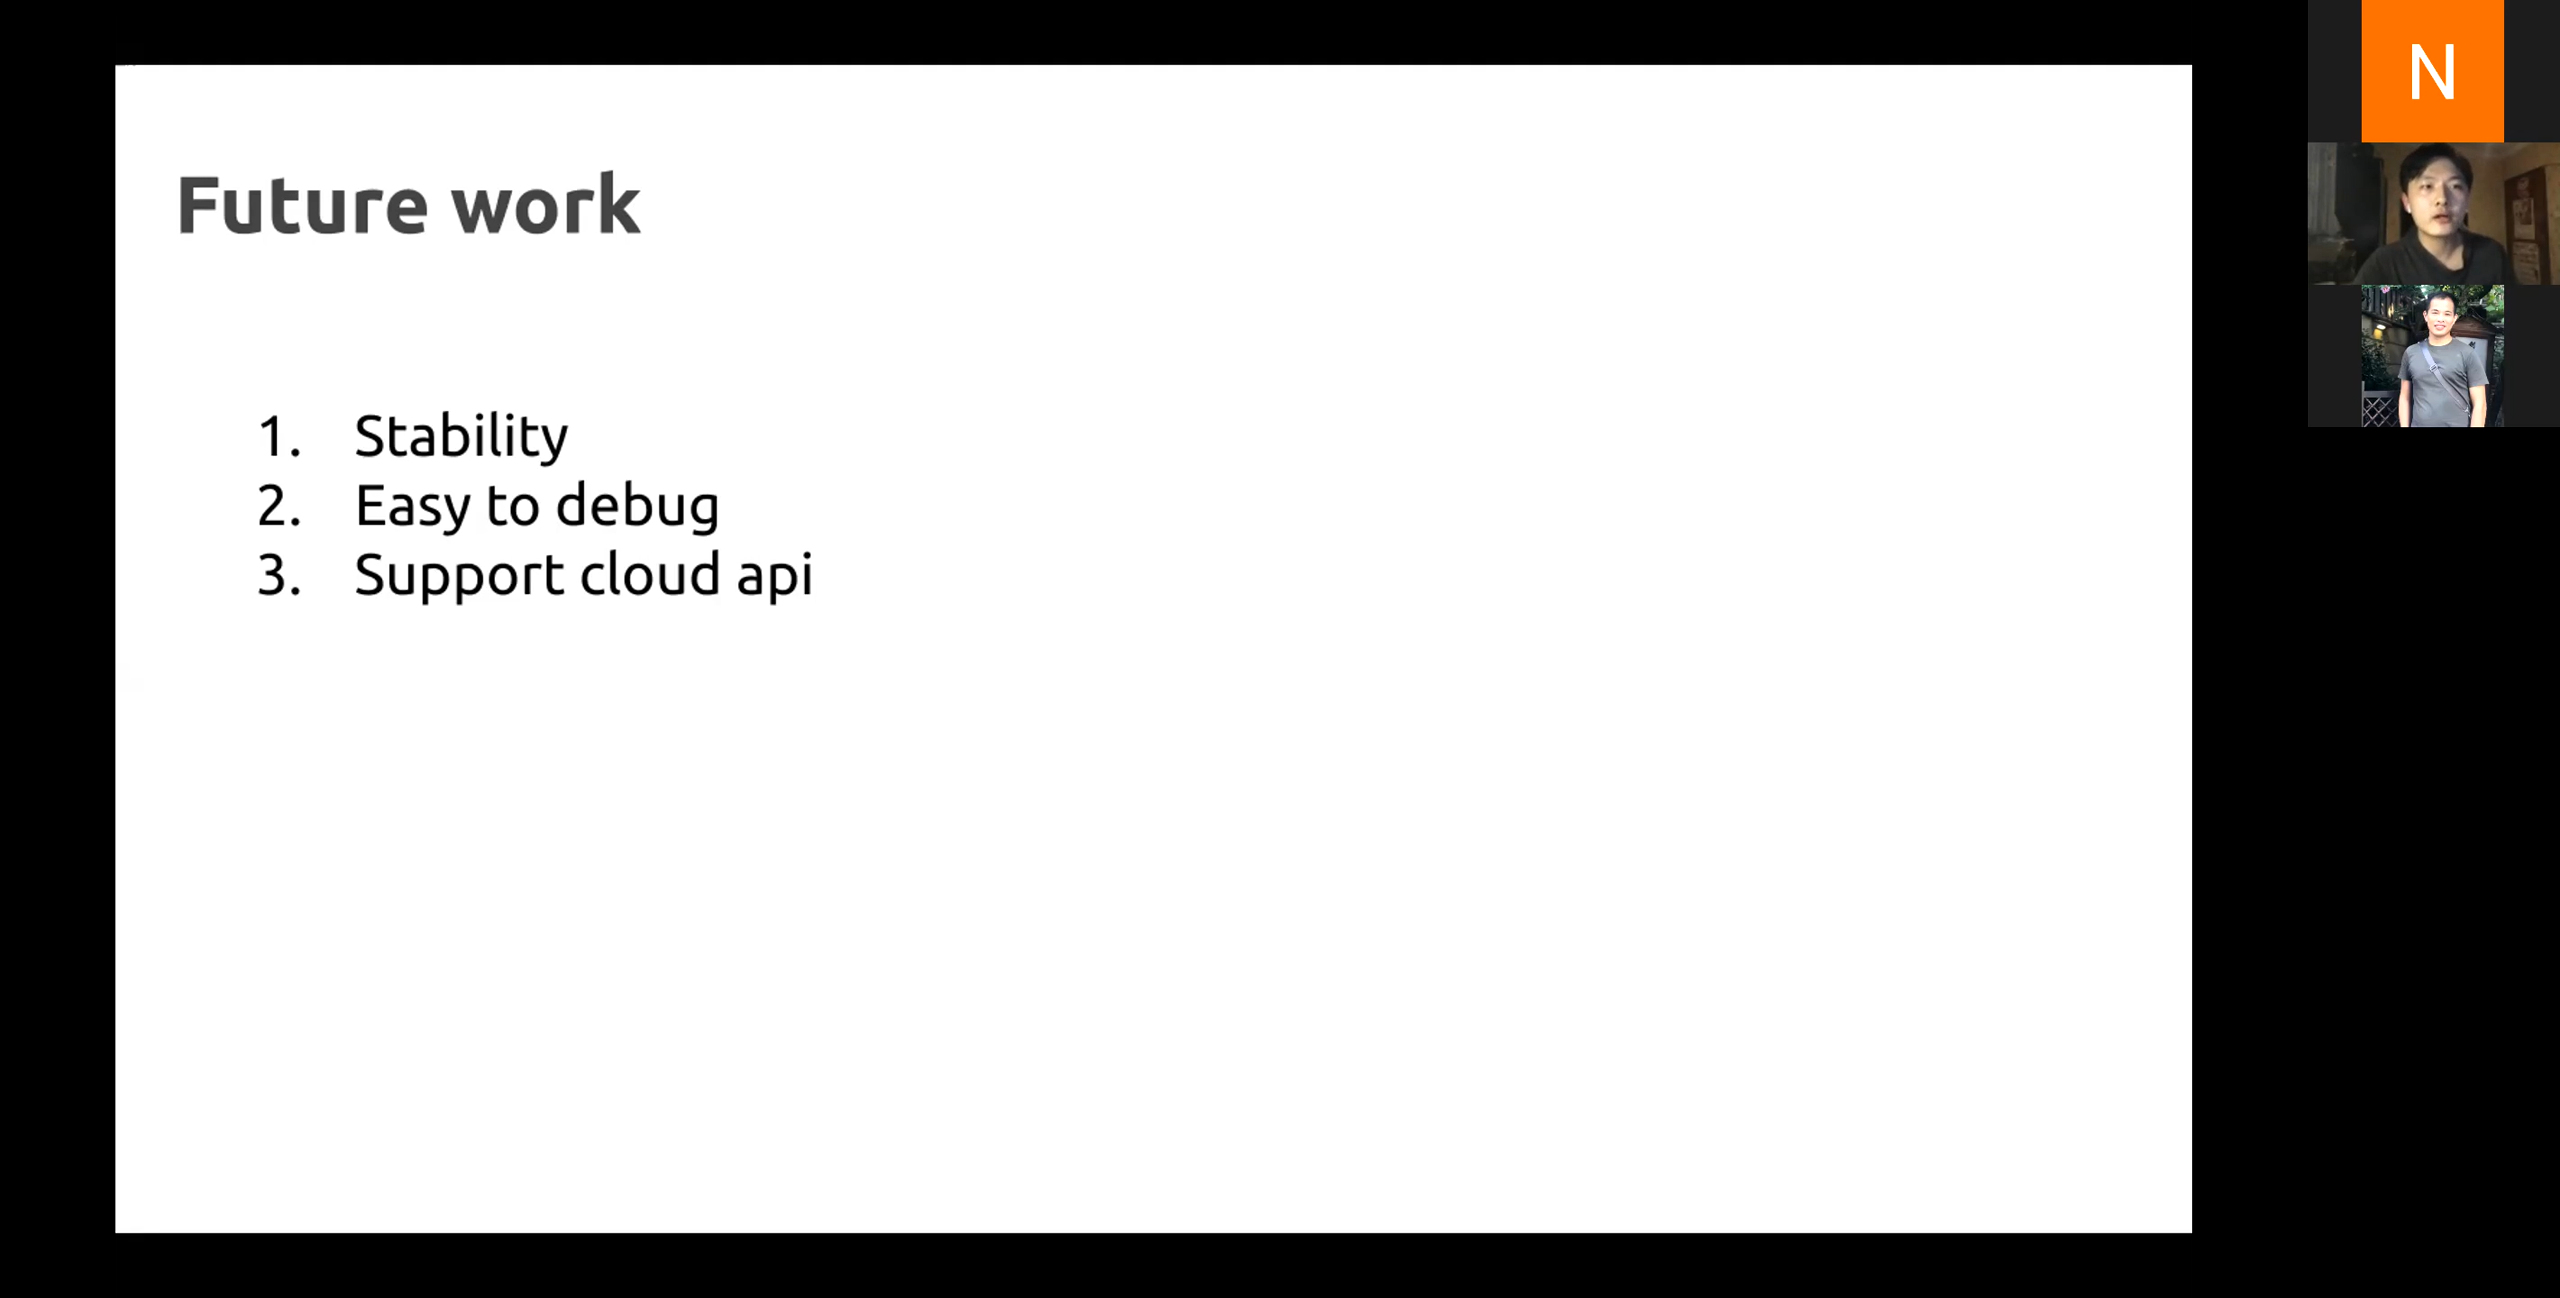 Future work
1. Stability
2. Easy to debug
3. Support cloud api
N